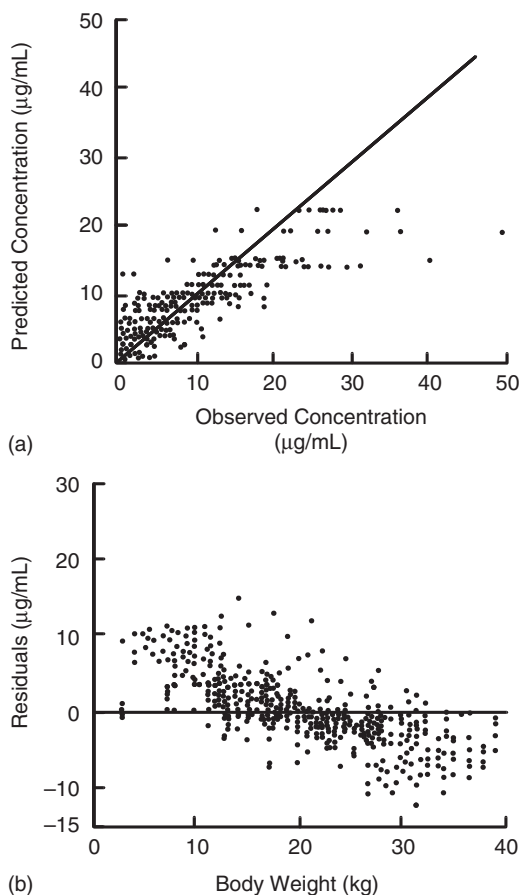 50
40
30
20
10
0
Predicted Concentration (μg/mL)
0 10 20 30 40 50
Observed Concentration
(μg/mL)
(a)
30
20
10
0
–10
–15
Residuals (μg/mL)
0 10 20 30 40
Body Weight (kg)
(b)